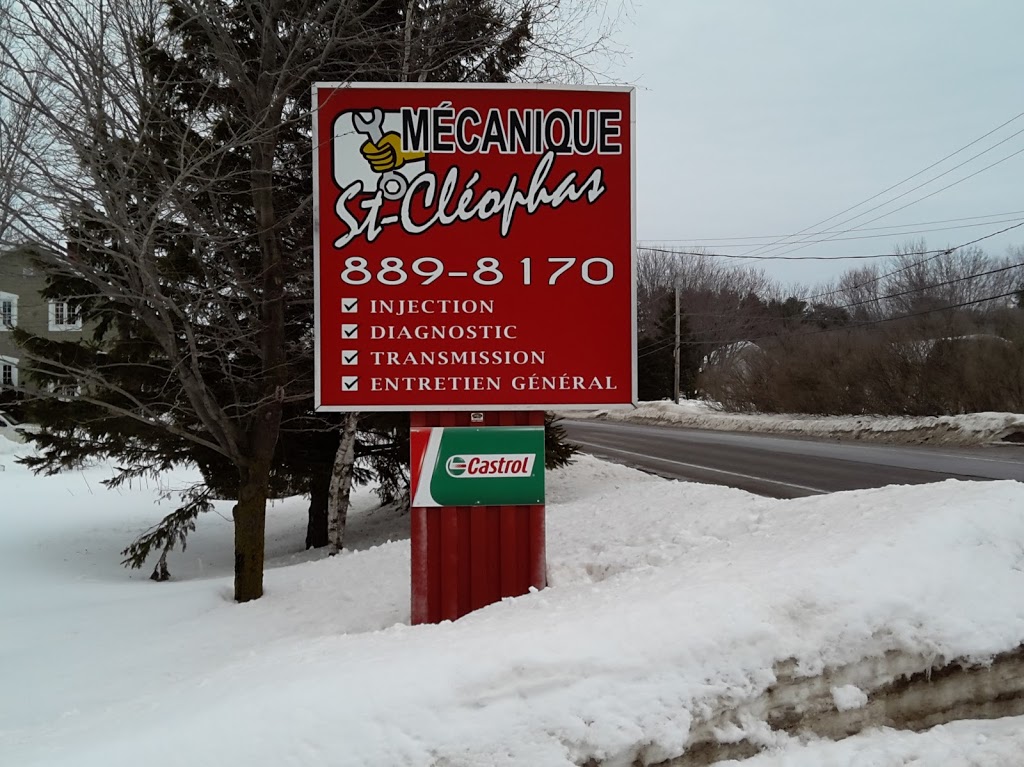 MÉCANIQUE
St-Cléophas
889-8170
INJECTION
DIAGNOSTIC
TRANSMISSION
ENTRETIEN GÉNÉRAL
Castrol